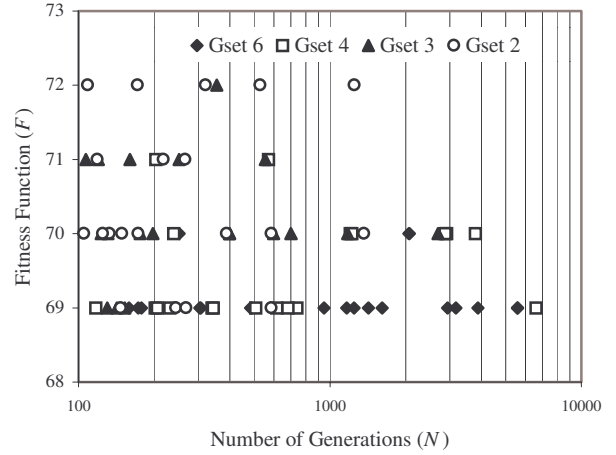 73
Gset 6 Gset 4 Gset 3 Gset 2
72
71
70
69
68
Fitness Function (F)
100 1000 10000
Number of Generations (N)